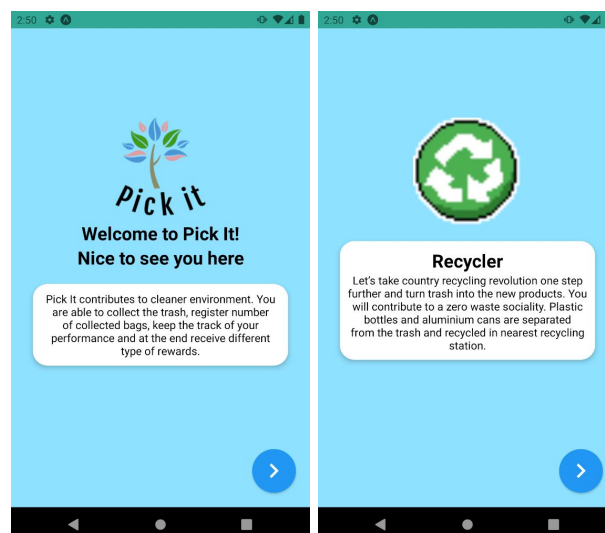 2:50
Pick it
Welcome to Pick It!
Nice to see you here
Pick It contributes to cleaner environment. You
are able to collect the trash, register number
of collected bags, keep the track of your
performance and at the end receive different
type of rewards.
2:50
Recycler
Let's take country recycling revolution one step
further and turn trash into the new products. You
will contribute to a zero waste sociality. Plastic
bottles and aluminium cans are separated
from the trash and recycled in nearest recycling
station.